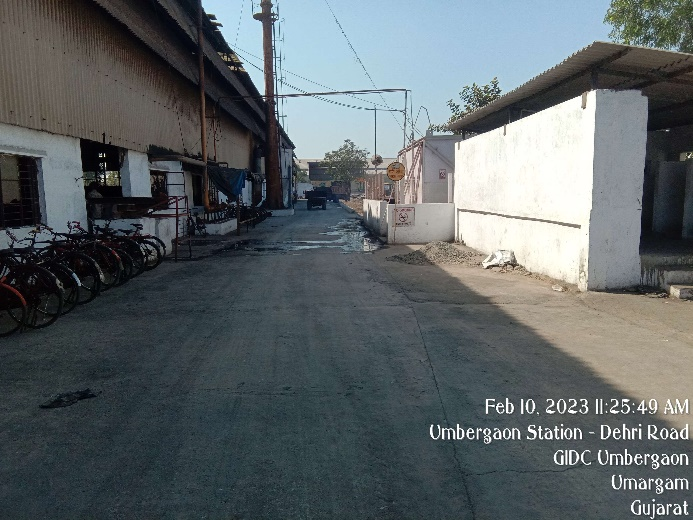 Feb 10, 2023 11:25:49 AM
Umbergaon Station - Dehri Road
GIDC Umbergaon
Umargam
Gujarat